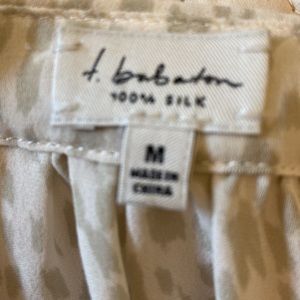 t. babaton
100% SILK
M
MADE IN
CHINA